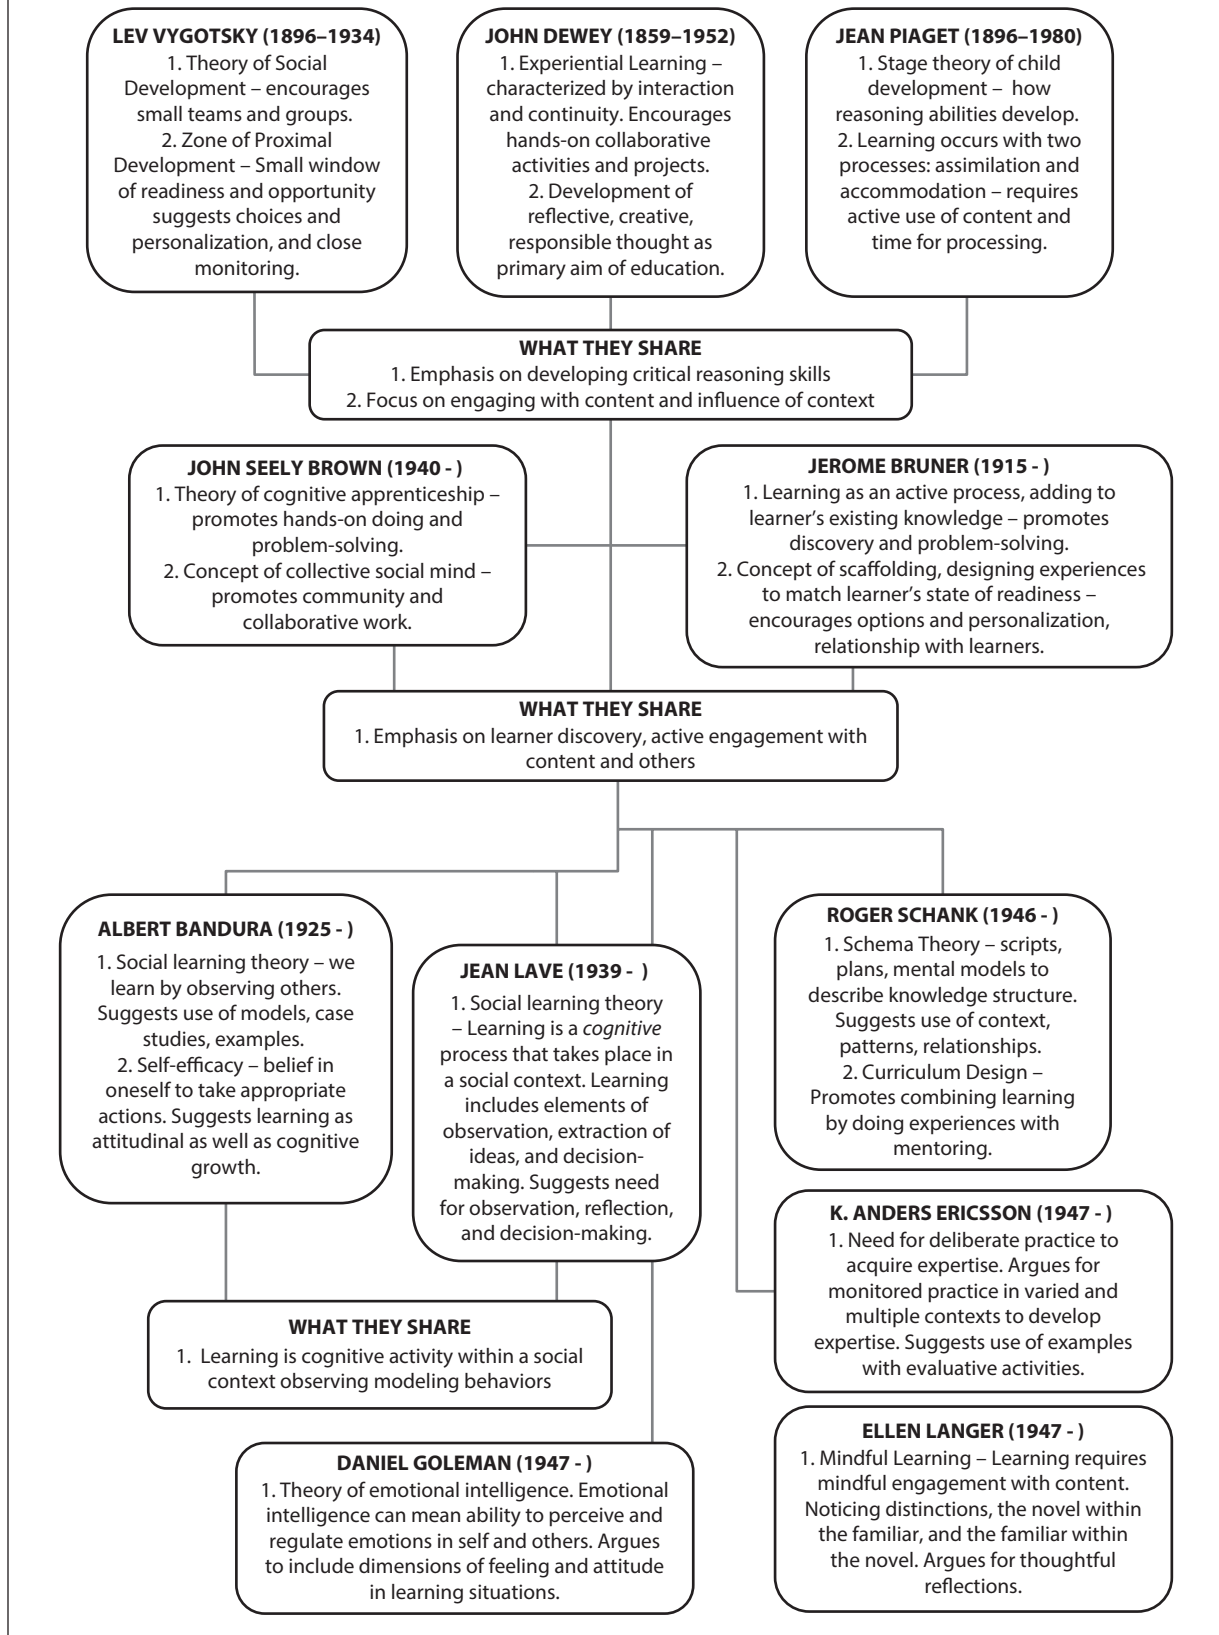 LEV VYGOTSKY (1896–1934)
1. Theory of Social
Development – encourages
small teams and groups.
2. Zone of Proximal
Development – Small window
of readiness and opportunity
suggests choices and
personalization, and close
monitoring.
JOHN DEWEY (1859–1952)
1. Experiential Learning –
characterized by interaction
and continuity. Encourages
hands-on collaborative
activities and projects.
2. Development of
reflective, creative,
responsible thought as
primary aim of education.
JEAN PIAGET (1896–1980)
1. Stage theory of child
development –  how
reasoning abilities develop.
2. Learning occurs with two
processes: assimilation and
accommodation – requires
active use of content and
time for processing.
WHAT THEY SHARE
1. Emphasis on developing critical reasoning skills
2. Focus on engaging with content and influence of context
JOHN SEELY BROWN (1940 - )
1. Theory of cognitive apprenticeship –
promotes hands-on doing and
problem-solving.
2. Concept of collective social mind –
promotes community and
collaborative work.
JEROME BRUNER (1915 - )
1. Learning as an active process, adding to
learner’s existing knowledge – promotes
discovery and problem-solving.
2. Concept of scaffolding, designing experiences
to match learner’s state of readiness –
encourages options and personalization,
relationship with learners.
WHAT THEY SHARE
1. Emphasis on learner discovery, active engagement with
content and others
ALBERT BANDURA (1925 - )
1. Social learning theory – we
learn by observing others.
Suggests use of models, case
studies, examples.
2. Self-efficacy – belief in
oneself to take appropriate
actions. Suggests learning as
attitudinal as well as cognitive
growth.
JEAN LAVE (1939 -  )
1. Social learning theory
– Learning is a cognitive
process that takes place in
a social context. Learning
includes elements of
observation, extraction of
ideas, and decision-
making. Suggests need
for observation, reflection,
and decision-making.
ROGER SCHANK (1946 - )
1. Schema Theory – scripts,
plans, mental models to
describe knowledge structure.
Suggests use of context,
patterns, relationships.
2. Curriculum Design –
Promotes combining learning
by doing experiences with
mentoring.
K. ANDERS ERICSSON (1947 - )
1. Need for deliberate practice to
acquire expertise. Argues for
monitored practice in varied and
multiple contexts to develop
expertise. Suggests use of examples
with evaluative activities.
WHAT THEY SHARE
1.  Learning is cognitive activity within a social
context observing modeling behaviors
ELLEN LANGER (1947 - )
1. Mindful Learning – Learning requires
mindful engagement with content.
Noticing distinctions, the novel within
the familiar, and the familiar within
the novel. Argues for thoughtful
reflections.
DANIEL GOLEMAN (1947 - )
1. Theory of emotional intelligence. Emotional
intelligence can mean ability to perceive and
regulate emotions in self and others. Argues
to include dimensions of feeling and attitude
in learning situations.